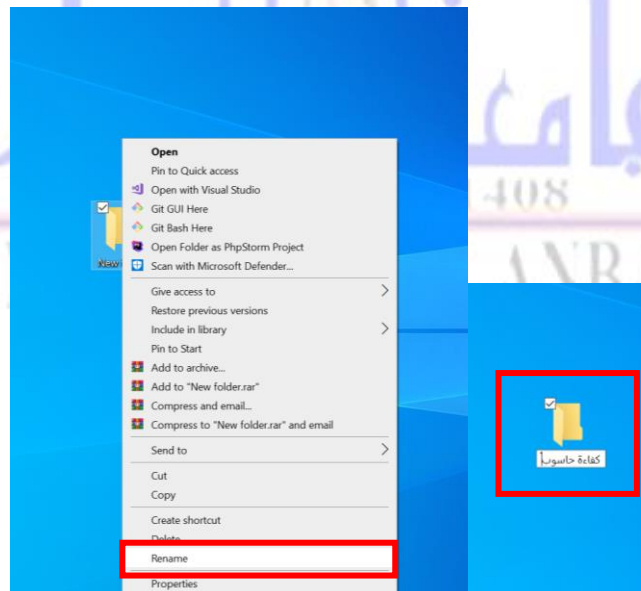 Open
Pin to Quick access
Open with Visual Studio
Git GUI Here
Git Bash Here
Open Folder as PhpStorm Project
Scan with Microsoft Defender...
New
Give access to
Restore previous versions
Include in library
Pin to Start
Add to archive...
Add to "New folder.rar"
Compress and email...
Compress to "New folder.rar" and email
Send to
Cut
Copy
Create shortcut
Delete
Rename
Properties
408
كفاءة حاسوب